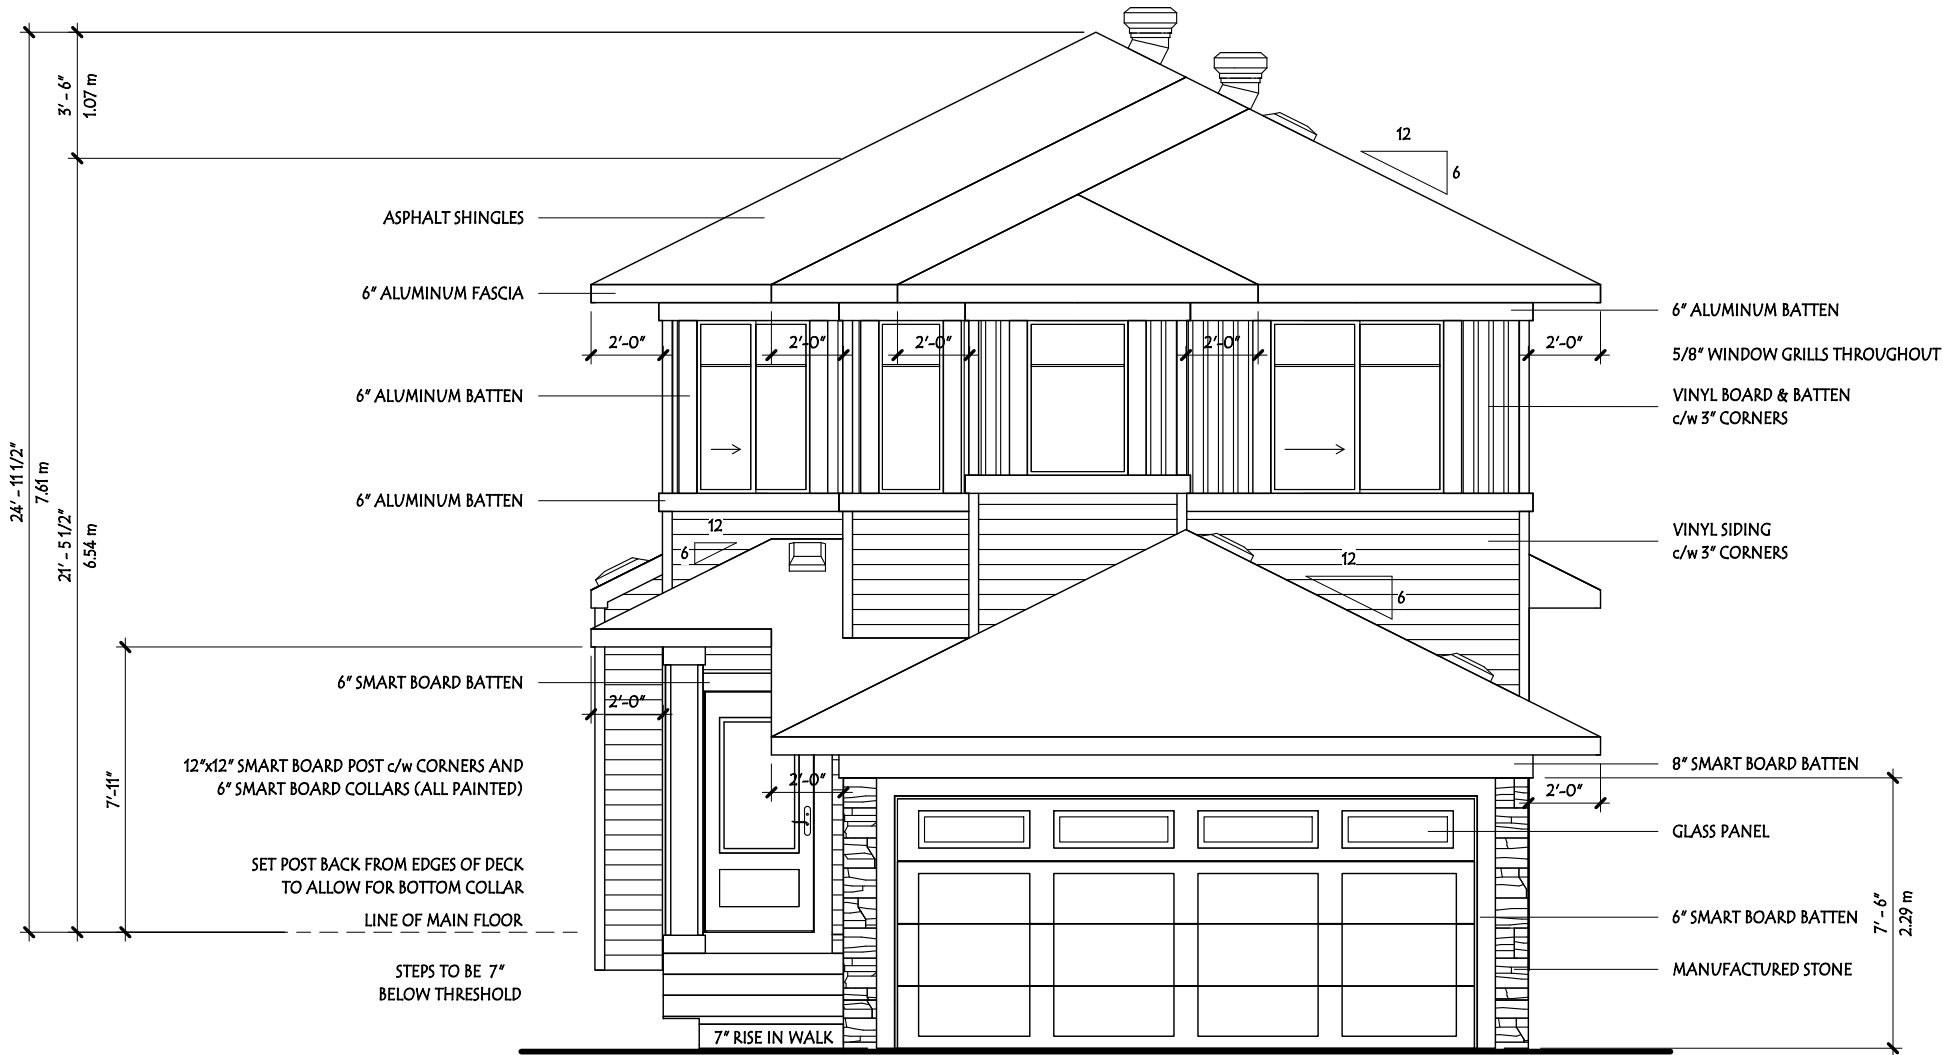 3' - 6"
1.07 m
24' - 11 1/2"
7.61 m
21' - 5 1/2"
6.54 m
7'-11"
ASPHALT SHINGLES
6" ALUMINUM FASCIA
6" ALUMINUM BATTEN
6" ALUMINUM BATTEN
6" SMART BOARD BATTEN
12"x12" SMART BOARD POST c/w CORNERS AND
6" SMART BOARD COLLARS (ALL PAINTED)
SET POST BACK FROM EDGES OF DECK
TO ALLOW FOR BOTTOM COLLAR
LINE OF MAIN FLOOR
STEPS TO BE 7"
BELOW THRESHOLD
12
6
2'-0"
2'-0"
2'-0"
2'-0"
2'-0"
12
6
12
6
2'-0"
2'-0"
2'-0"
7" RISE IN WALK
6" ALUMINUM BATTEN
5/8" WINDOW GRILLS THROUGHOUT
VINYL BOARD & BATTEN
c/w 3" CORNERS
VINYL SIDING
c/w 3" CORNERS
8" SMART BOARD BATTEN
GLASS PANEL
6" SMART BOARD BATTEN
MANUFACTURED STONE
7' - 6"
2.29 m